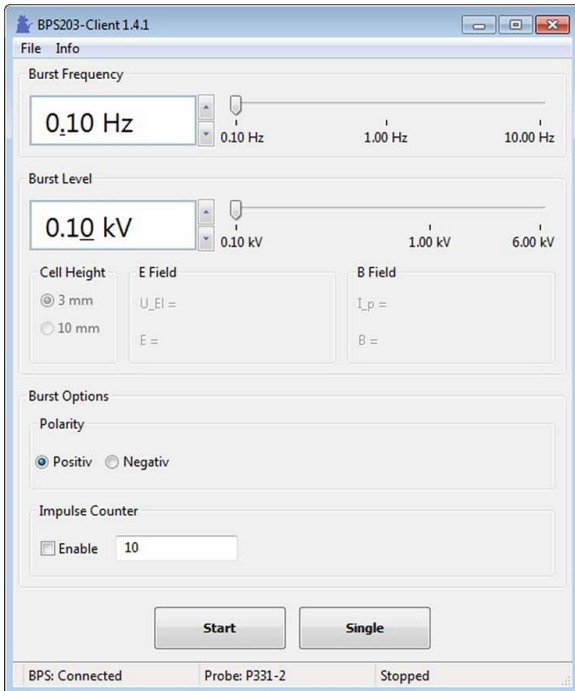 BPS203-Client 1.4.1
File Info
Burst Frequency
0.10 Hz
0.10 Hz 1.00 Hz 10.00 Hz
Burst Level
0.10 kV
0.10 kV 1.00 kV 6.00 kV
Cell Height
3 mm
10 mm
E Field
U_El =
E =
B Field
I_p =
B =
Burst Options
Polarity
Positiv Negativ
Impulse Counter
Enable 10
Start Single
BPS: Connected Probe: P331-2 Stopped